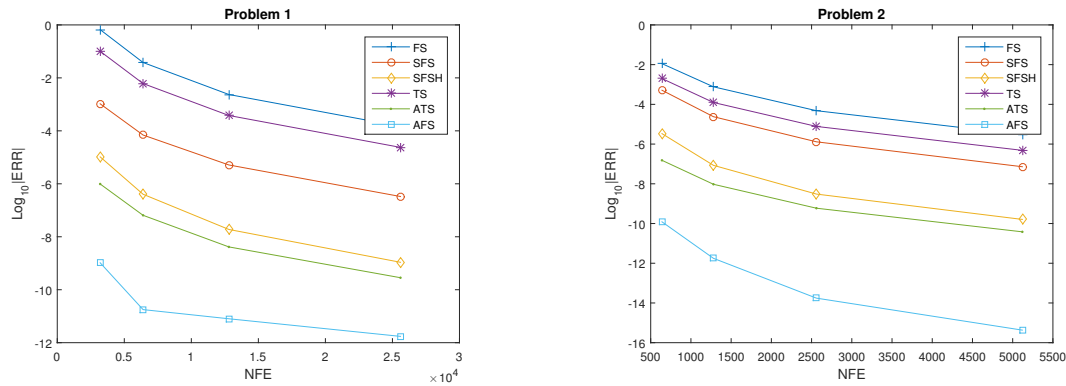 Problem 1
0
-2
-4
-6
-8
-10
-12
Log10|ERR|
0
0.5
1
1.5
2
2.5
3
NFE
× 10^4
FS
SFS
SFSH
TS
ATS
AFS
Problem 2
0
-2
-4
-6
-8
-10
-12
-14
-16
Log10|ERR|
500
1000
1500
2000
2500
3000
3500
4000
4500
5000
5500
NFE
FS
SFS
SFSH
TS
ATS
AFS